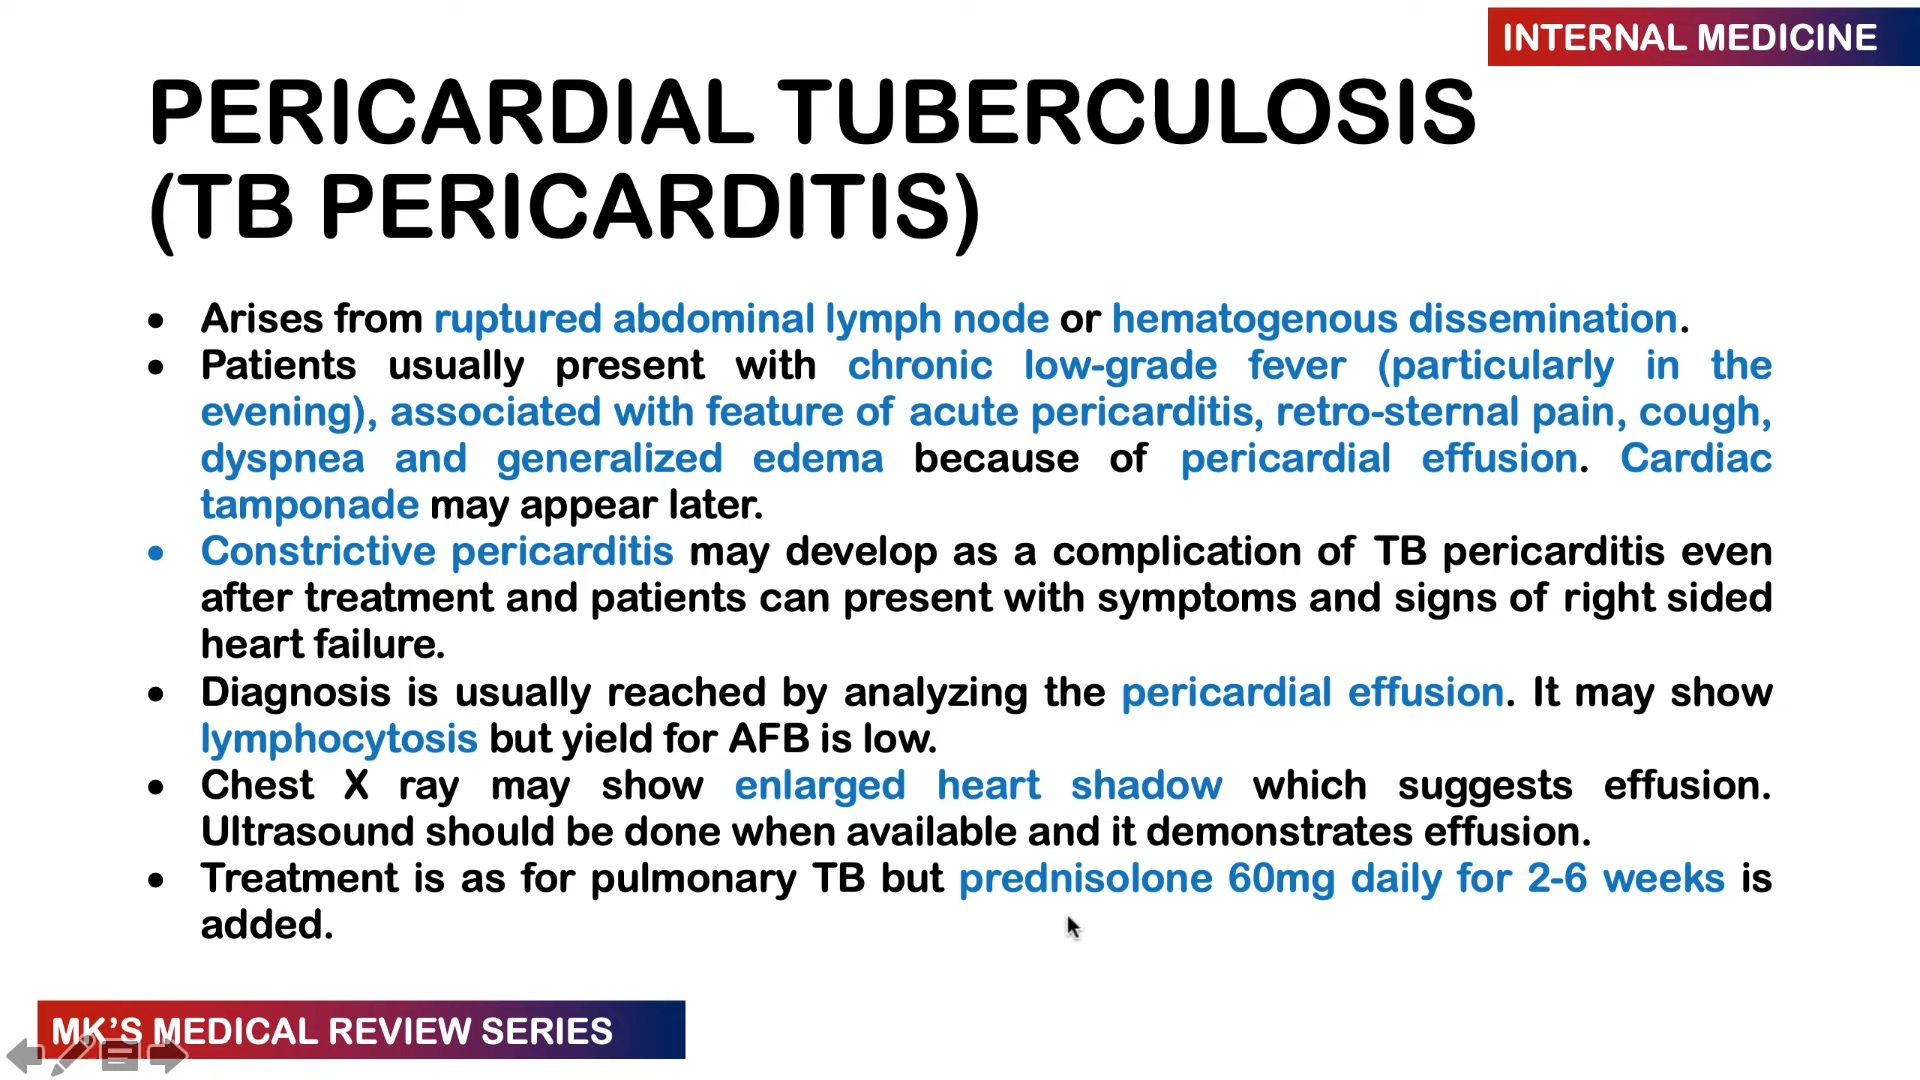 INTERNAL MEDICINE
PERICARDIAL TUBERCULOSIS
(TB PERICARDITIS)
• Arises from ruptured abdominal lymph node or hematogenous dissemination.
• Patients usually present with chronic low-grade fever (particularly in the
evening), associated with feature of acute pericarditis, retro-sternal pain, cough,
dyspnea and generalized edema because of pericardial effusion. Cardiac
tamponade may appear later.
• Constrictive pericarditis may develop as a complication of TB pericarditis even
after treatment and patients can present with symptoms and signs of right sided
heart failure.
• Diagnosis is usually reached by analyzing the pericardial effusion. It may show
lymphocytosis but yield for AFB is low.
• Chest X ray may show enlarged heart shadow which suggests effusion.
Ultrasound should be done when available and it demonstrates effusion.
• Treatment is as for pulmonary TB but prednisolone 60mg daily for 2-6 weeks is
added.
MK'S MEDICAL REVIEW SERIES